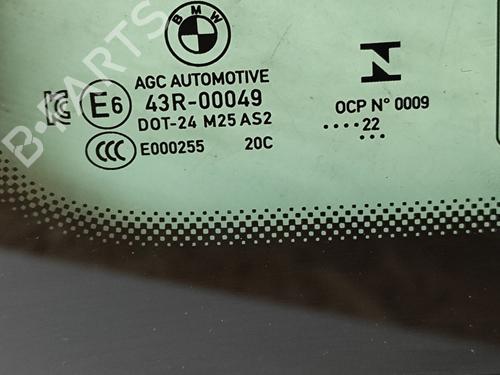 BMW
AGC AUTOMOTIVE
E6 43R-00049
DOT-24 M25 AS2
CCC E000255 20C
N
OCP N° 0009
....22
...
B-PARTS